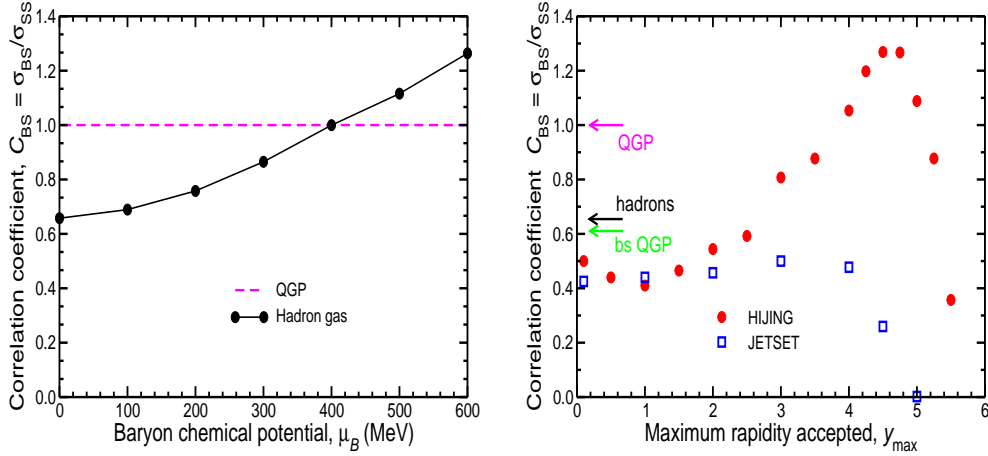 Correlation coefficient, C_BS = σ_BS/σ_SS
1.4
1.2
1.0
0.8
0.6
0.4
0.2
0.0
QGP
Hadron gas
0 100 200 300 400 500 600
Baryon chemical potential, μ_B (MeV)
Correlation coefficient C_BS = σ_BS/σ_SS
1.4
1.2
1.0
0.8
0.6
0.4
0.2
0.0
QGP
hadrons
bs QGP
HIJING
JETSET
0 1 2 3 4 5 6
Maximum rapidity accepted, y_max